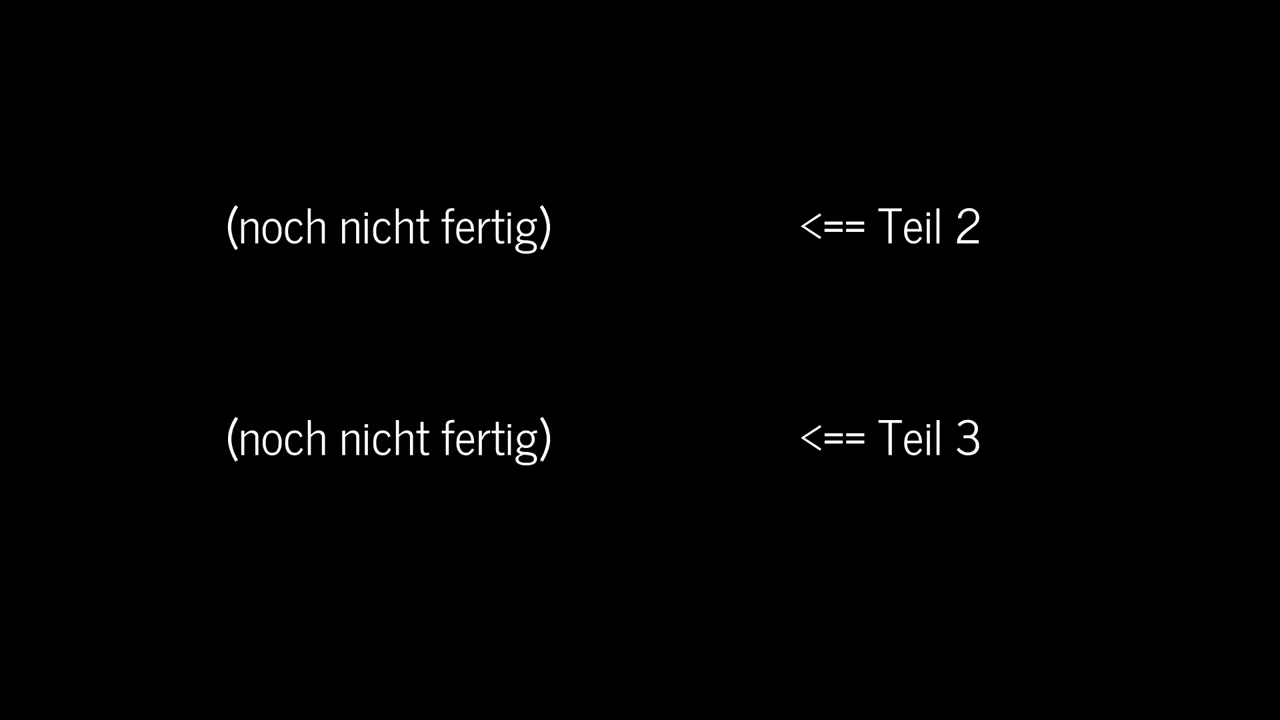 (noch nicht fertig) <== Teil 2
(noch nicht fertig) <== Teil 3